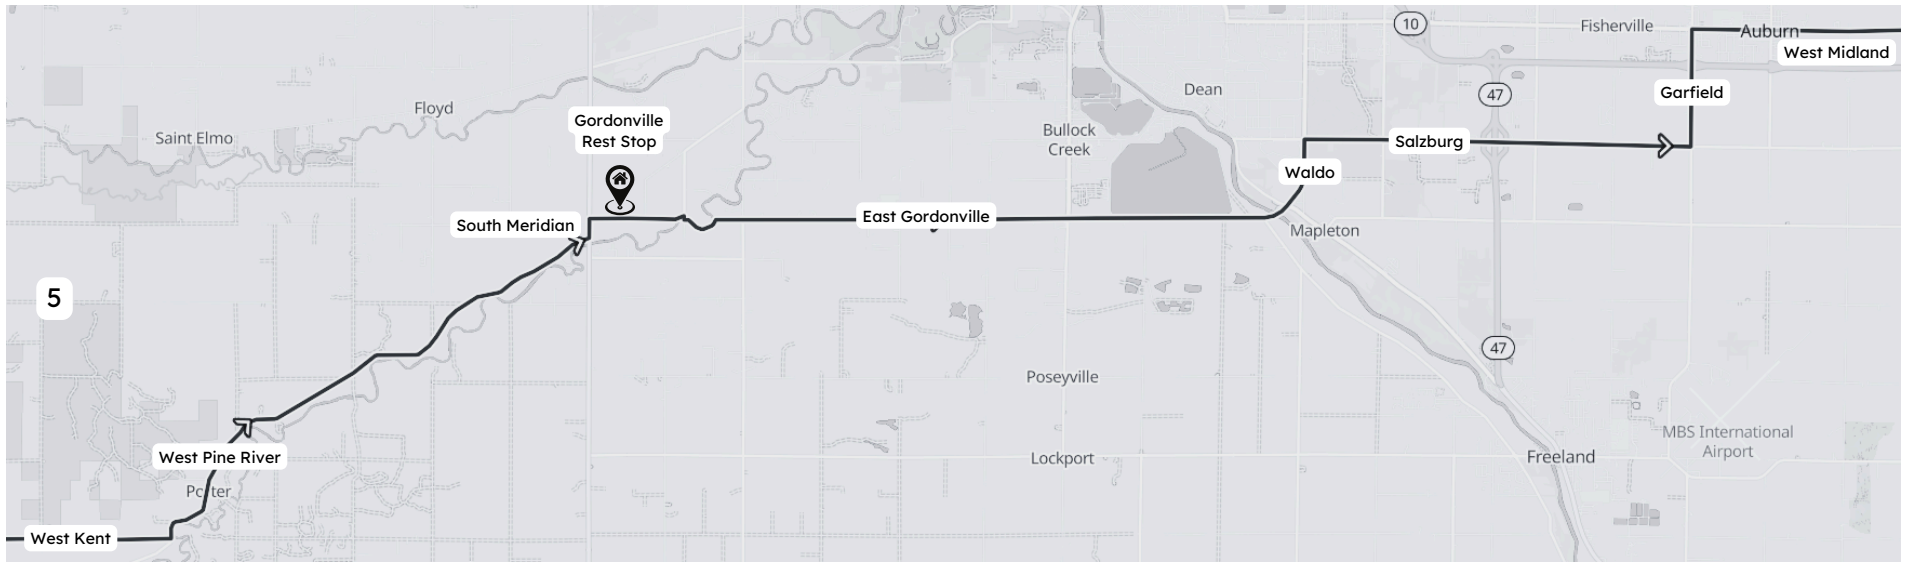 10
Fisherville
Auburn
West Midland
47
Garfield
Dean
Floyd
Gordonville
Rest Stop
Saint Elmo
Bullock
Creek
Salzburg
Waldo
South Meridian
East Gordonville
Mapleton
5
47
Poseyville
MBS International
Airport
West Pine River
Lockport
Freeland
Porter
West Kent